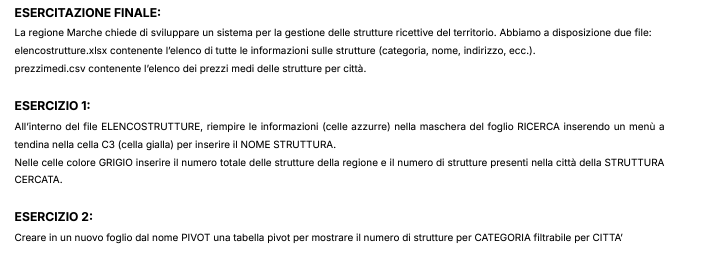 ESERCITAZIONE FINALE:
La regione Marche chiede di sviluppare un sistema per la gestione delle strutture ricettive del territorio. Abbiamo a disposizione due file:
elencostrutture.xlsx contenente l'elenco di tutte le informazioni sulle strutture (categoria, nome, indirizzo, ecc.).
prezzimedi.csv contenente l'elenco dei prezzi medi delle strutture per città.
ESERCIZIO 1:
All'interno del file ELENCOSTRUTTURE, riempire le informazioni (celle azzurre) nella maschera del foglio RICERCA inserendo un menù a
tendina nella cella C3 (cella gialla) per inserire il NOME STRUTTURA.
Nelle celle colore GRIGIO inserire il numero totale delle strutture della regione e il numero di strutture presenti nella città della STRUTTURA
CERCATA.
ESERCIZIO 2:
Creare in un nuovo foglio dal nome PIVOT una tabella pivot per mostrare il numero di strutture per CATEGORIA filtrabile per CITTA'